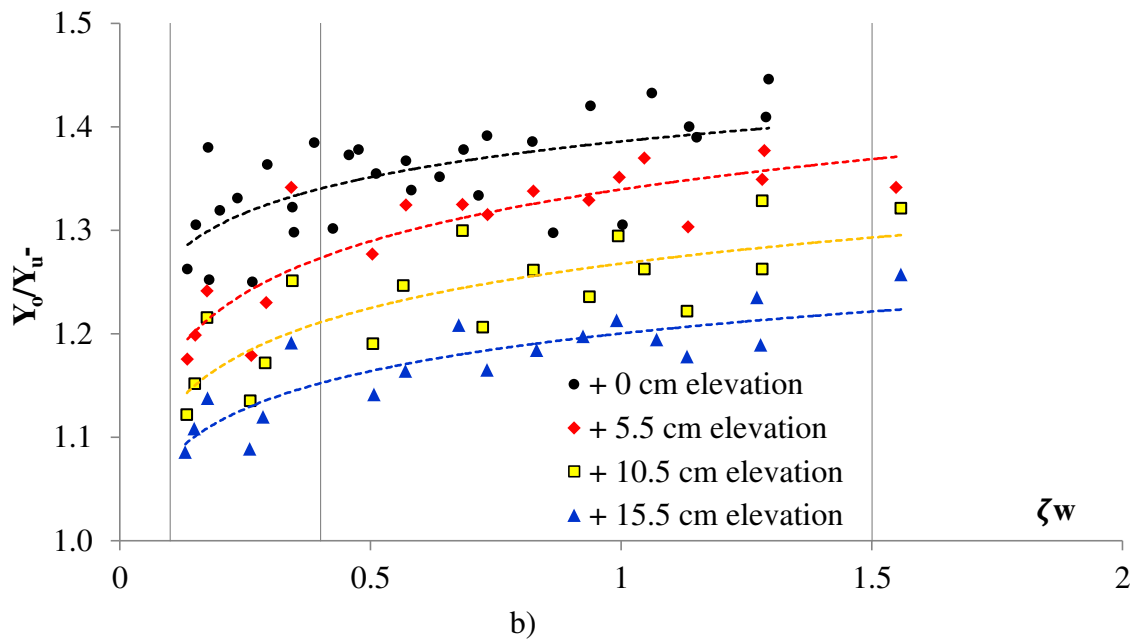 1.5
1.4
1.3
1.2
1.1
1.0
Y₀/Yᵤ-
+ 0 cm elevation
+ 5.5 cm elevation
+ 10.5 cm elevation
+ 15.5 cm elevation
ζw
0 0.5 1 1.5 2
b)